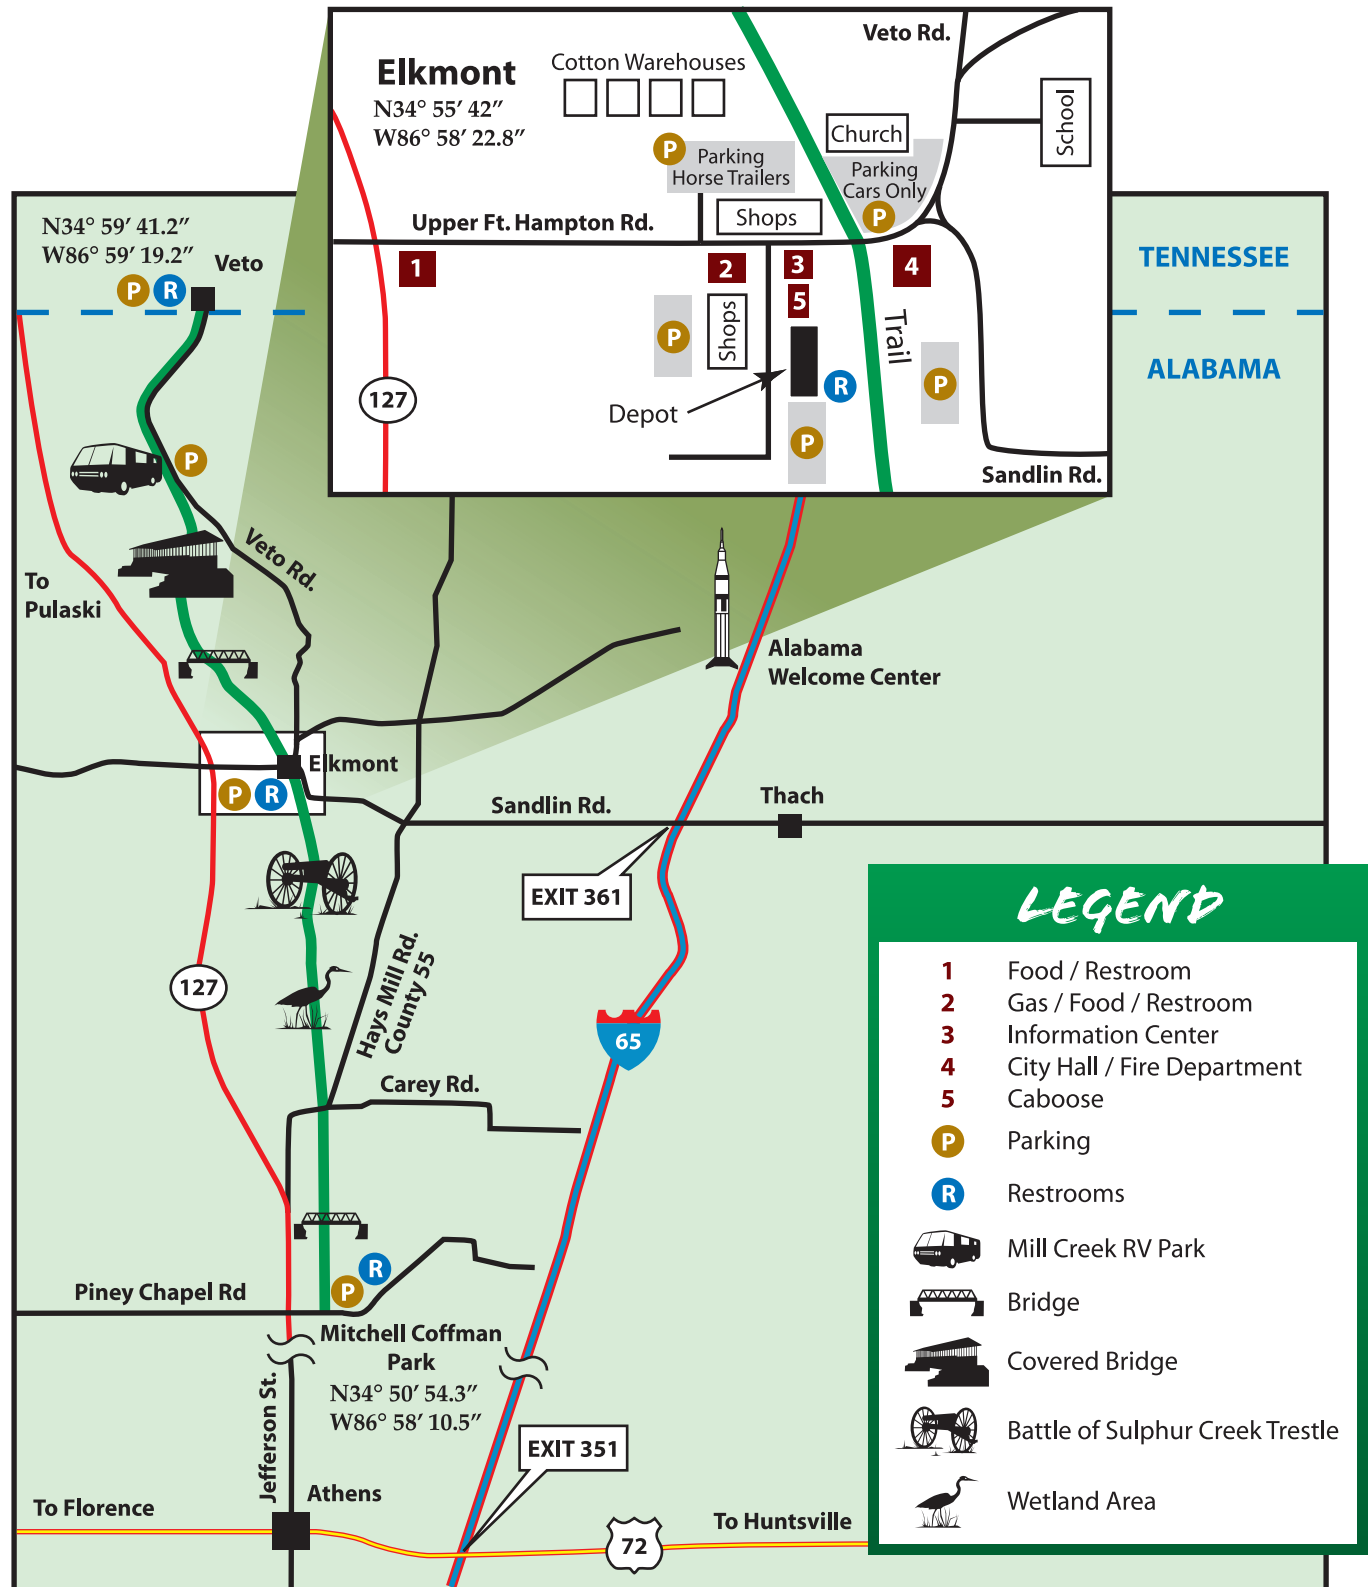 Veto Rd.
Elkmont
N34° 55′ 42″
W86° 58′ 22.8″
Cotton Warehouses
School
Church
P
Parking
Horse Trailers
Parking
Cars Only
P
Shops
Upper Ft. Hampton Rd.
1
2
3
4
5
P
Shops
Trail
R
P
127
Depot
P
Sandlin Rd.
N34° 59′ 41.2″
W86° 59′ 19.2″
Veto
P
R
TENNESSEE
ALABAMA
P
Veto Rd.
To
Pulaski
Alabama
Welcome Center
Elkmont
P
R
Sandlin Rd.
Thach
EXIT 361
127
Hays Mill Rd.
County 55
65
Carey Rd.
R
P
Piney Chapel Rd
Mitchell Coffman
Park
N34° 50′ 54.3″
W86° 58′ 10.5″
Jefferson St.
EXIT 351
Athens
To Florence
72
To Huntsville
LEGEND
1 Food / Restroom
2 Gas / Food / Restroom
3 Information Center
4 City Hall / Fire Department
5 Caboose
P Parking
R Restrooms
Mill Creek RV Park
Bridge
Covered Bridge
Battle of Sulphur Creek Trestle
Wetland Area